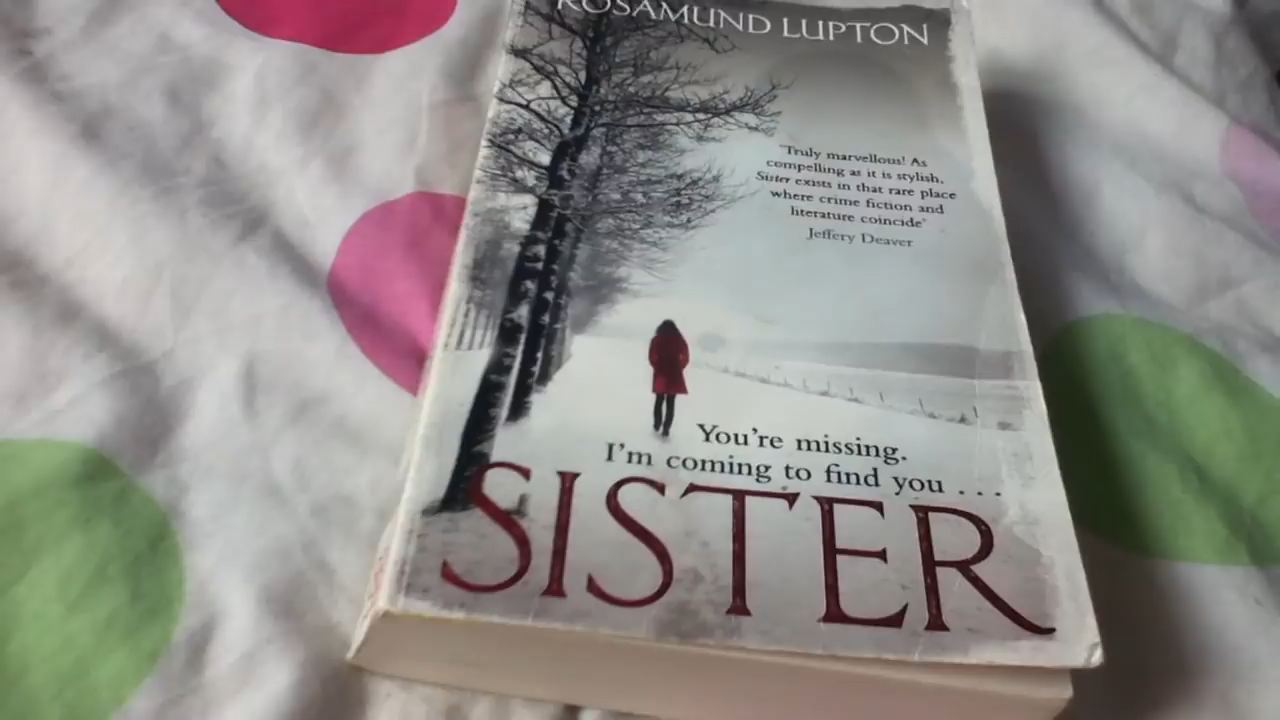 ROSAMUND LUPTON
'Truly marvellous! As
compelling as it is stylish,
Sister exists in that rare place
where crime fiction and
literature coincide'
Jeffery Deaver
You're missing.
I'm coming to find you . . .
SISTER